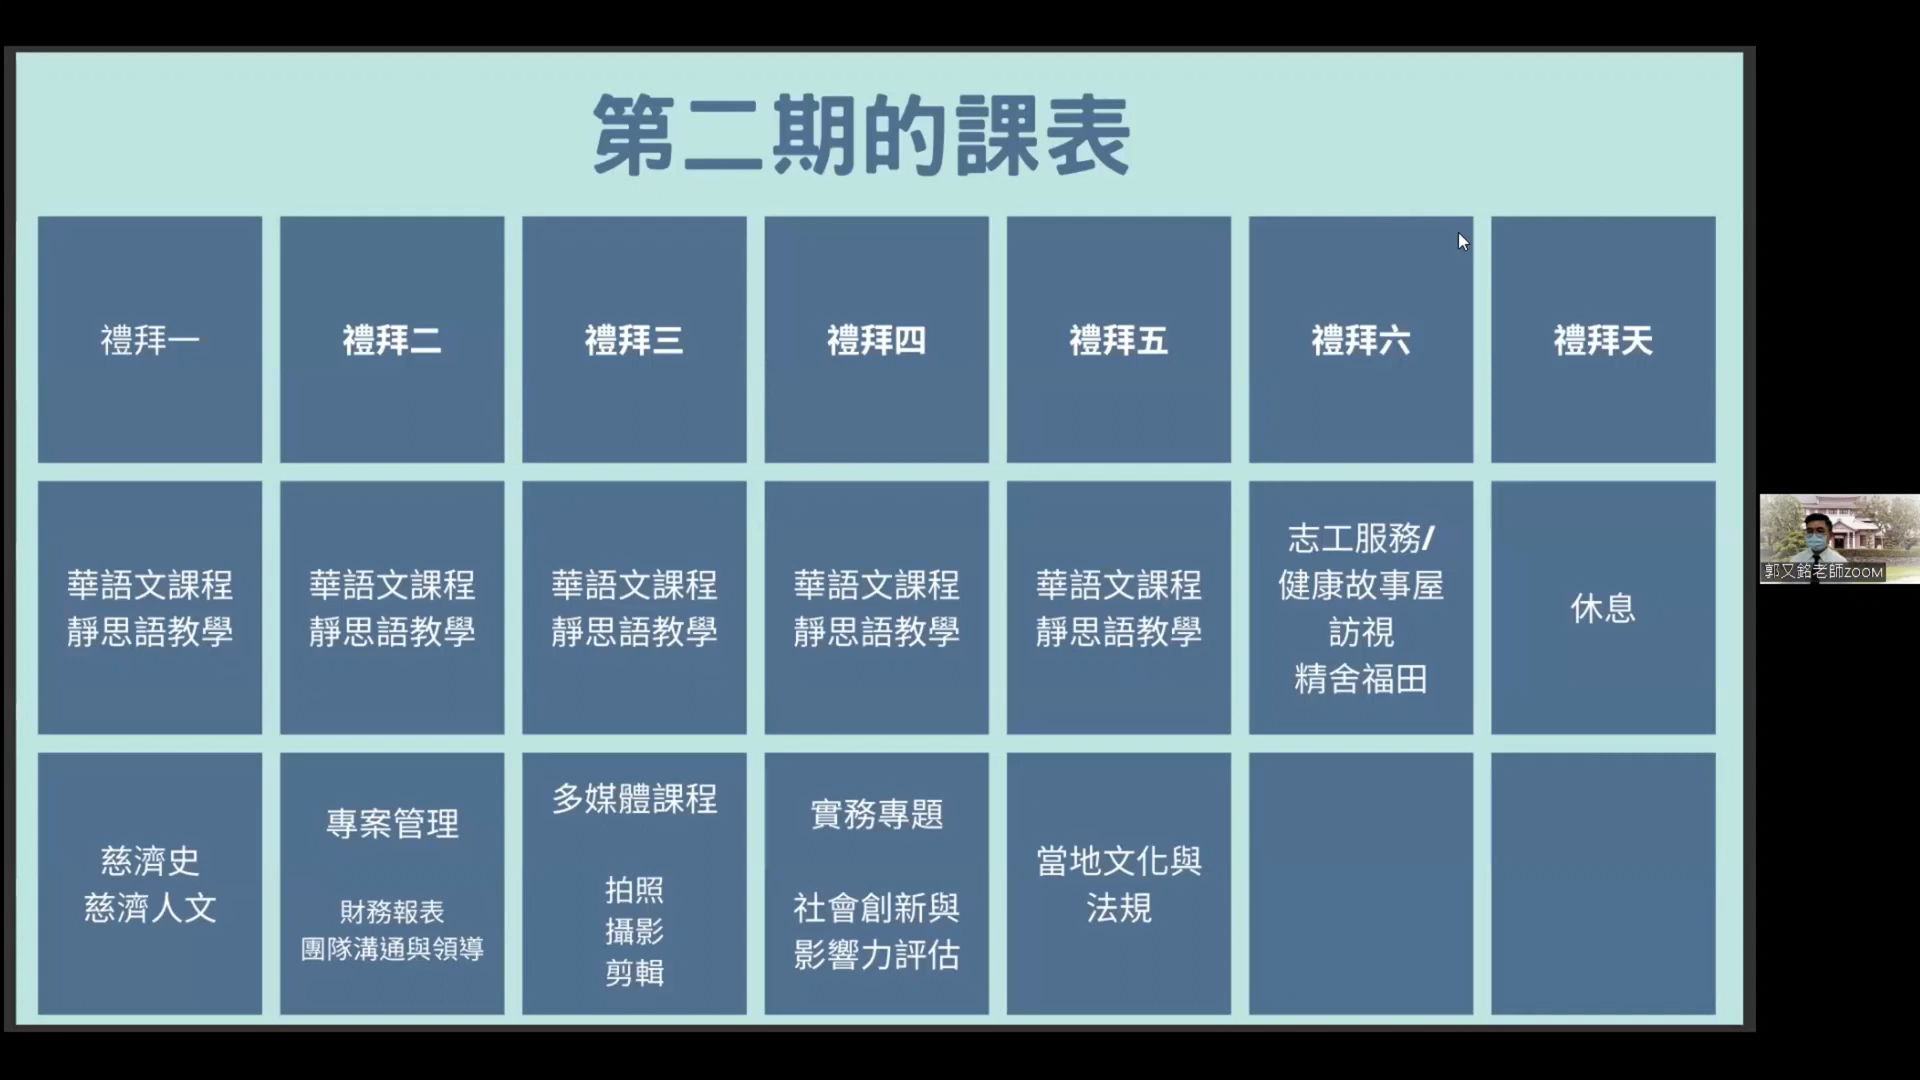 第二期的課表
禮拜一
禮拜二
禮拜三
禮拜四
禮拜五
禮拜六
禮拜天
華語文課程
靜思語教學
華語文課程
靜思語教學
華語文課程
靜思語教學
華語文課程
靜思語教學
華語文課程
靜思語教學
志工服務/
健康故事屋
訪視
精舍福田
休息
慈濟史
慈濟人文
專案管理
財務報表
團隊溝通與領導
多媒體課程
拍照
攝影
剪輯
實務專題
社會創新與
影響力評估
當地文化與
法規
郭又銘老師ZOOM